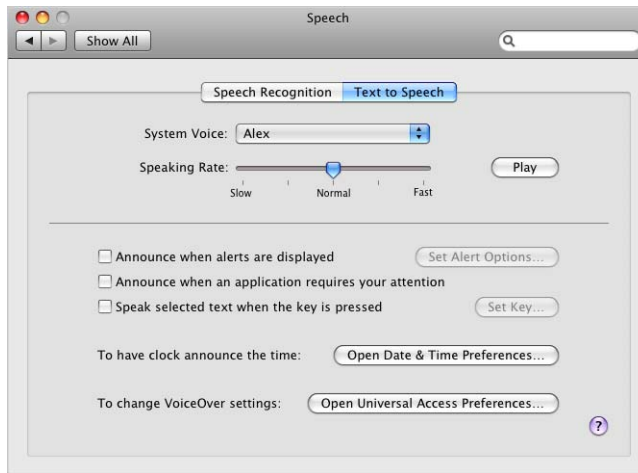 Speech
Show All
Speech Recognition Text to Speech
System Voice: Alex
Speaking Rate:
Play
Slow Normal Fast
Announce when alerts are displayed Set Alert Options...
Announce when an application requires your attention
Speak selected text when the key is pressed Set Key...
To have clock announce the time: Open Date & Time Preferences...
To change VoiceOver settings: Open Universal Access Preferences...
?